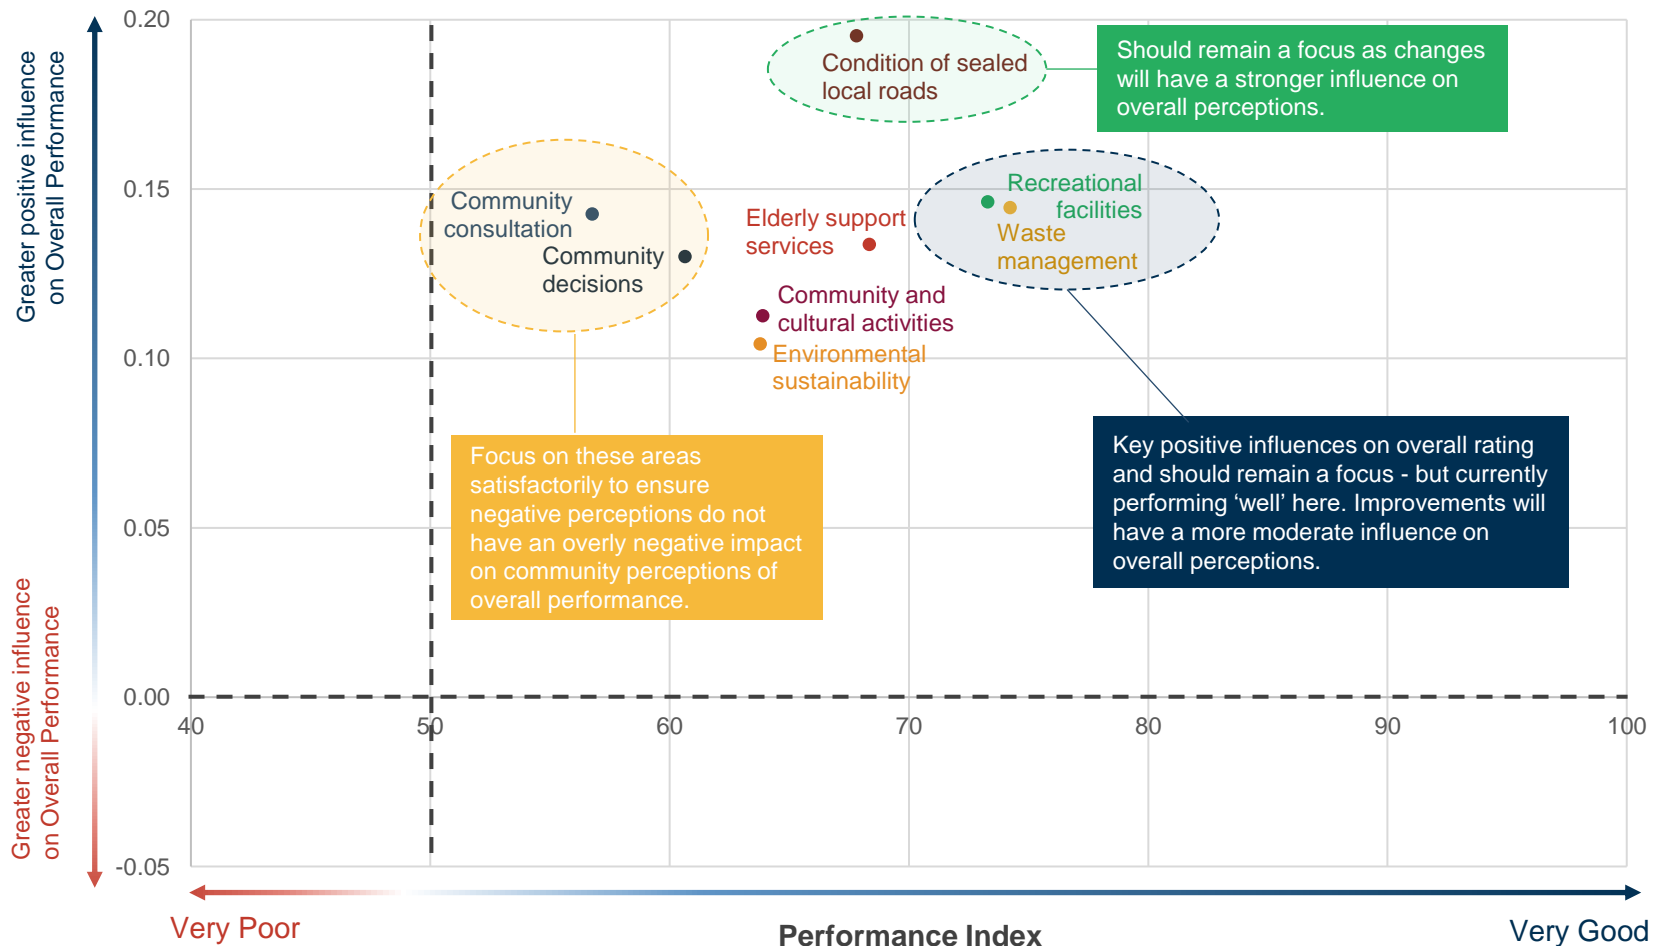 Greater positive influence
on Overall Performance
Greater negative influence
on Overall Performance
0.20
0.15
0.10
0.05
0.00
-0.05
40
50
60
70
80
90
100
Condition of sealed
local roads
Should remain a focus as changes
will have a stronger influence on
overall perceptions.
Community
consultation
Community
decisions
Elderly support
services
Recreational
facilities
Waste
management
Community and
cultural activities
Environmental
sustainability
Focus on these areas
satisfactorily to ensure
negative perceptions do not
have an overly negative impact
on community perceptions of
overall performance.
Key positive influences on overall rating
and should remain a focus - but currently
performing ‘well’ here. Improvements will
have a more moderate influence on
overall perceptions.
Very Poor
Performance Index
Very Good